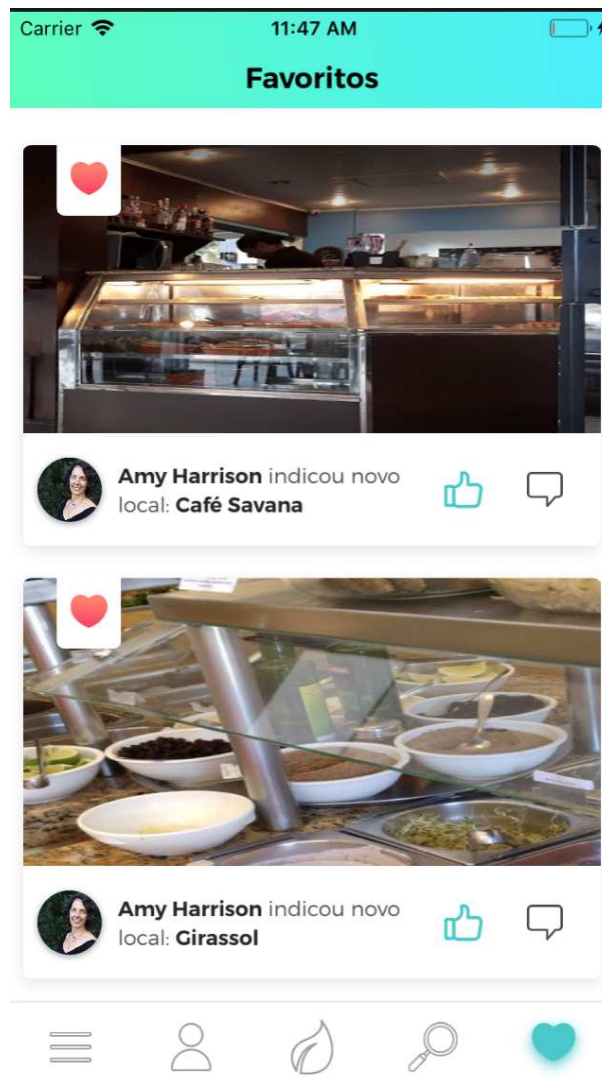 Carrier 11:47 AM
Favoritos
Amy Harrison indicou novo
local: Café Savana
Amy Harrison indicou novo
local: Girassol